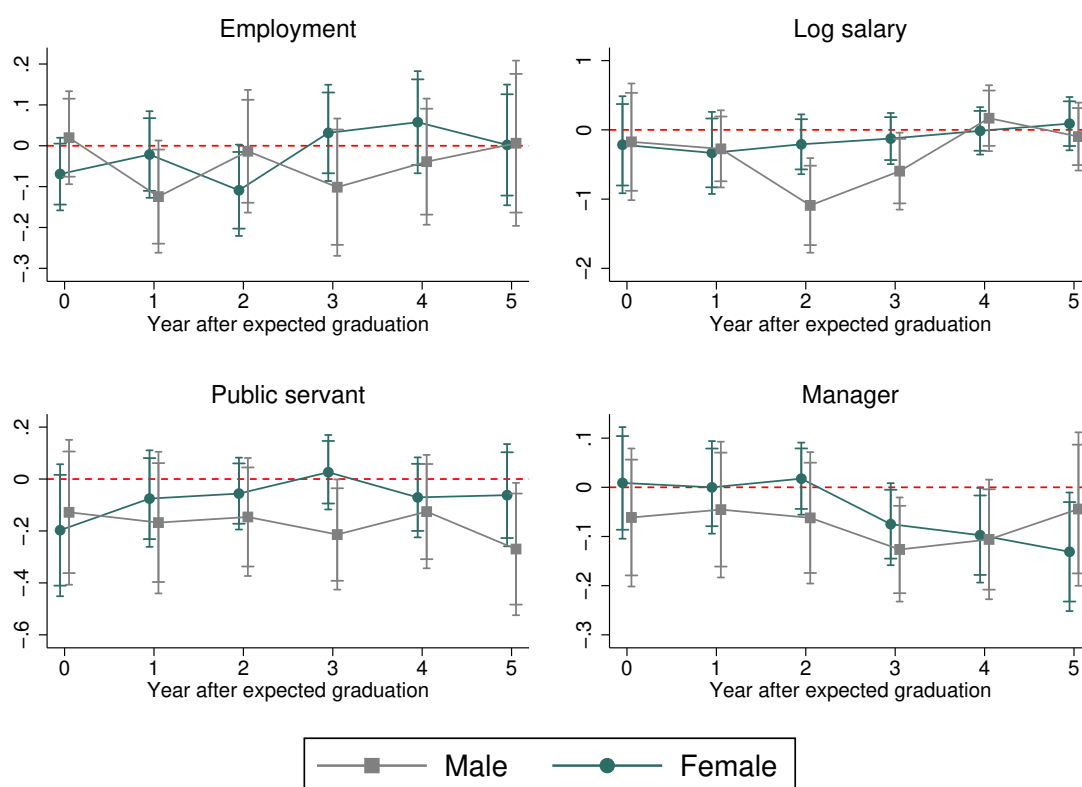 Employment
.2
.1
0
-.1
-.2
-.3
0 1 2 3 4 5
Year after expected graduation
Log salary
1
0
-1
-2
0 1 2 3 4 5
Year after expected graduation
Public servant
.2
0
-.2
-.4
-.6
0 1 2 3 4 5
Year after expected graduation
Manager
.1
0
-.1
-.2
-.3
0 1 2 3 4 5
Year after expected graduation
Male Female